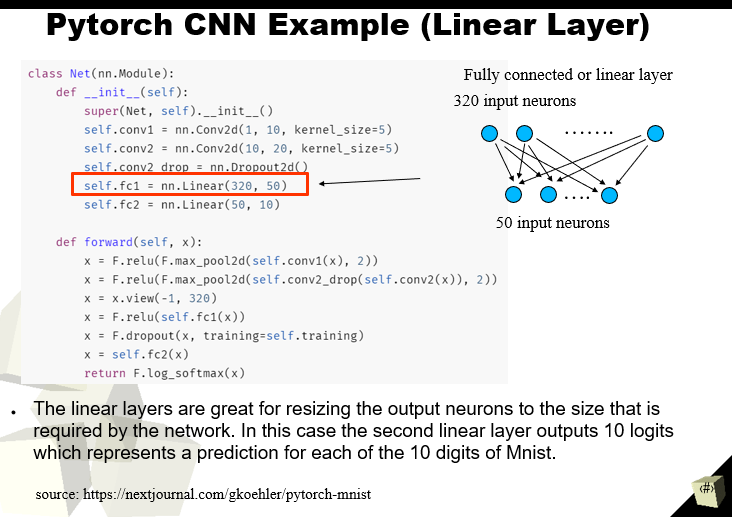 Pytorch CNN Example (Linear Layer)
class Net(nn.Module):
def __init__(self):
super(Net, self).__init__()
self.conv1 = nn.Conv2d(1, 10, kernel_size=5)
self.conv2 = nn.Conv2d(10, 20, kernel_size=5)
self.conv2_drop = nn.Dropout2d()
self.fc1 = nn.Linear(320, 50)
self.fc2 = nn.Linear(50, 10)
def forward(self, x):
x = F.relu(F.max_pool2d(self.conv1(x), 2))
x = F.relu(F.max_pool2d(self.conv2_drop(self.conv2(x)), 2))
x = x.view(-1, 320)
x = F.relu(self.fc1(x))
x = F.dropout(x, training=self.training)
x = self.fc2(x)
return F.log_softmax(x)
Fully connected or linear layer
320 input neurons
.......
....
50 input neurons
• The linear layers are great for resizing the output neurons to the size that is
required by the network. In this case the second linear layer outputs 10 logits
which represents a prediction for each of the 10 digits of Mnist.
source: https://nextjournal.com/gkoehler/pytorch-mnist
(#)